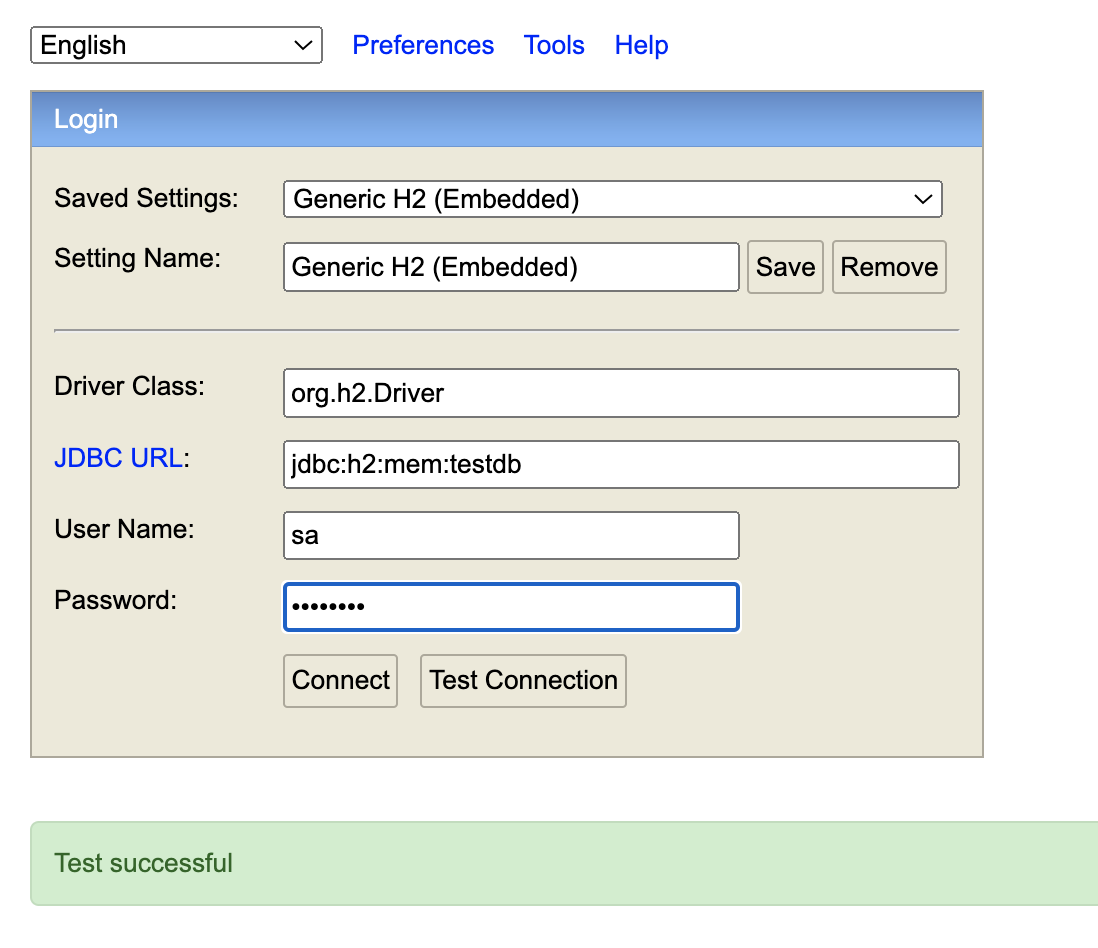 English Preferences Tools Help
Login
Saved Settings: Generic H2 (Embedded)
Setting Name: Generic H2 (Embedded) Save Remove
Driver Class: org.h2.Driver
JDBC URL: jdbc:h2:mem:testdb
User Name: sa
Password: ••••••••
Connect Test Connection
Test successful